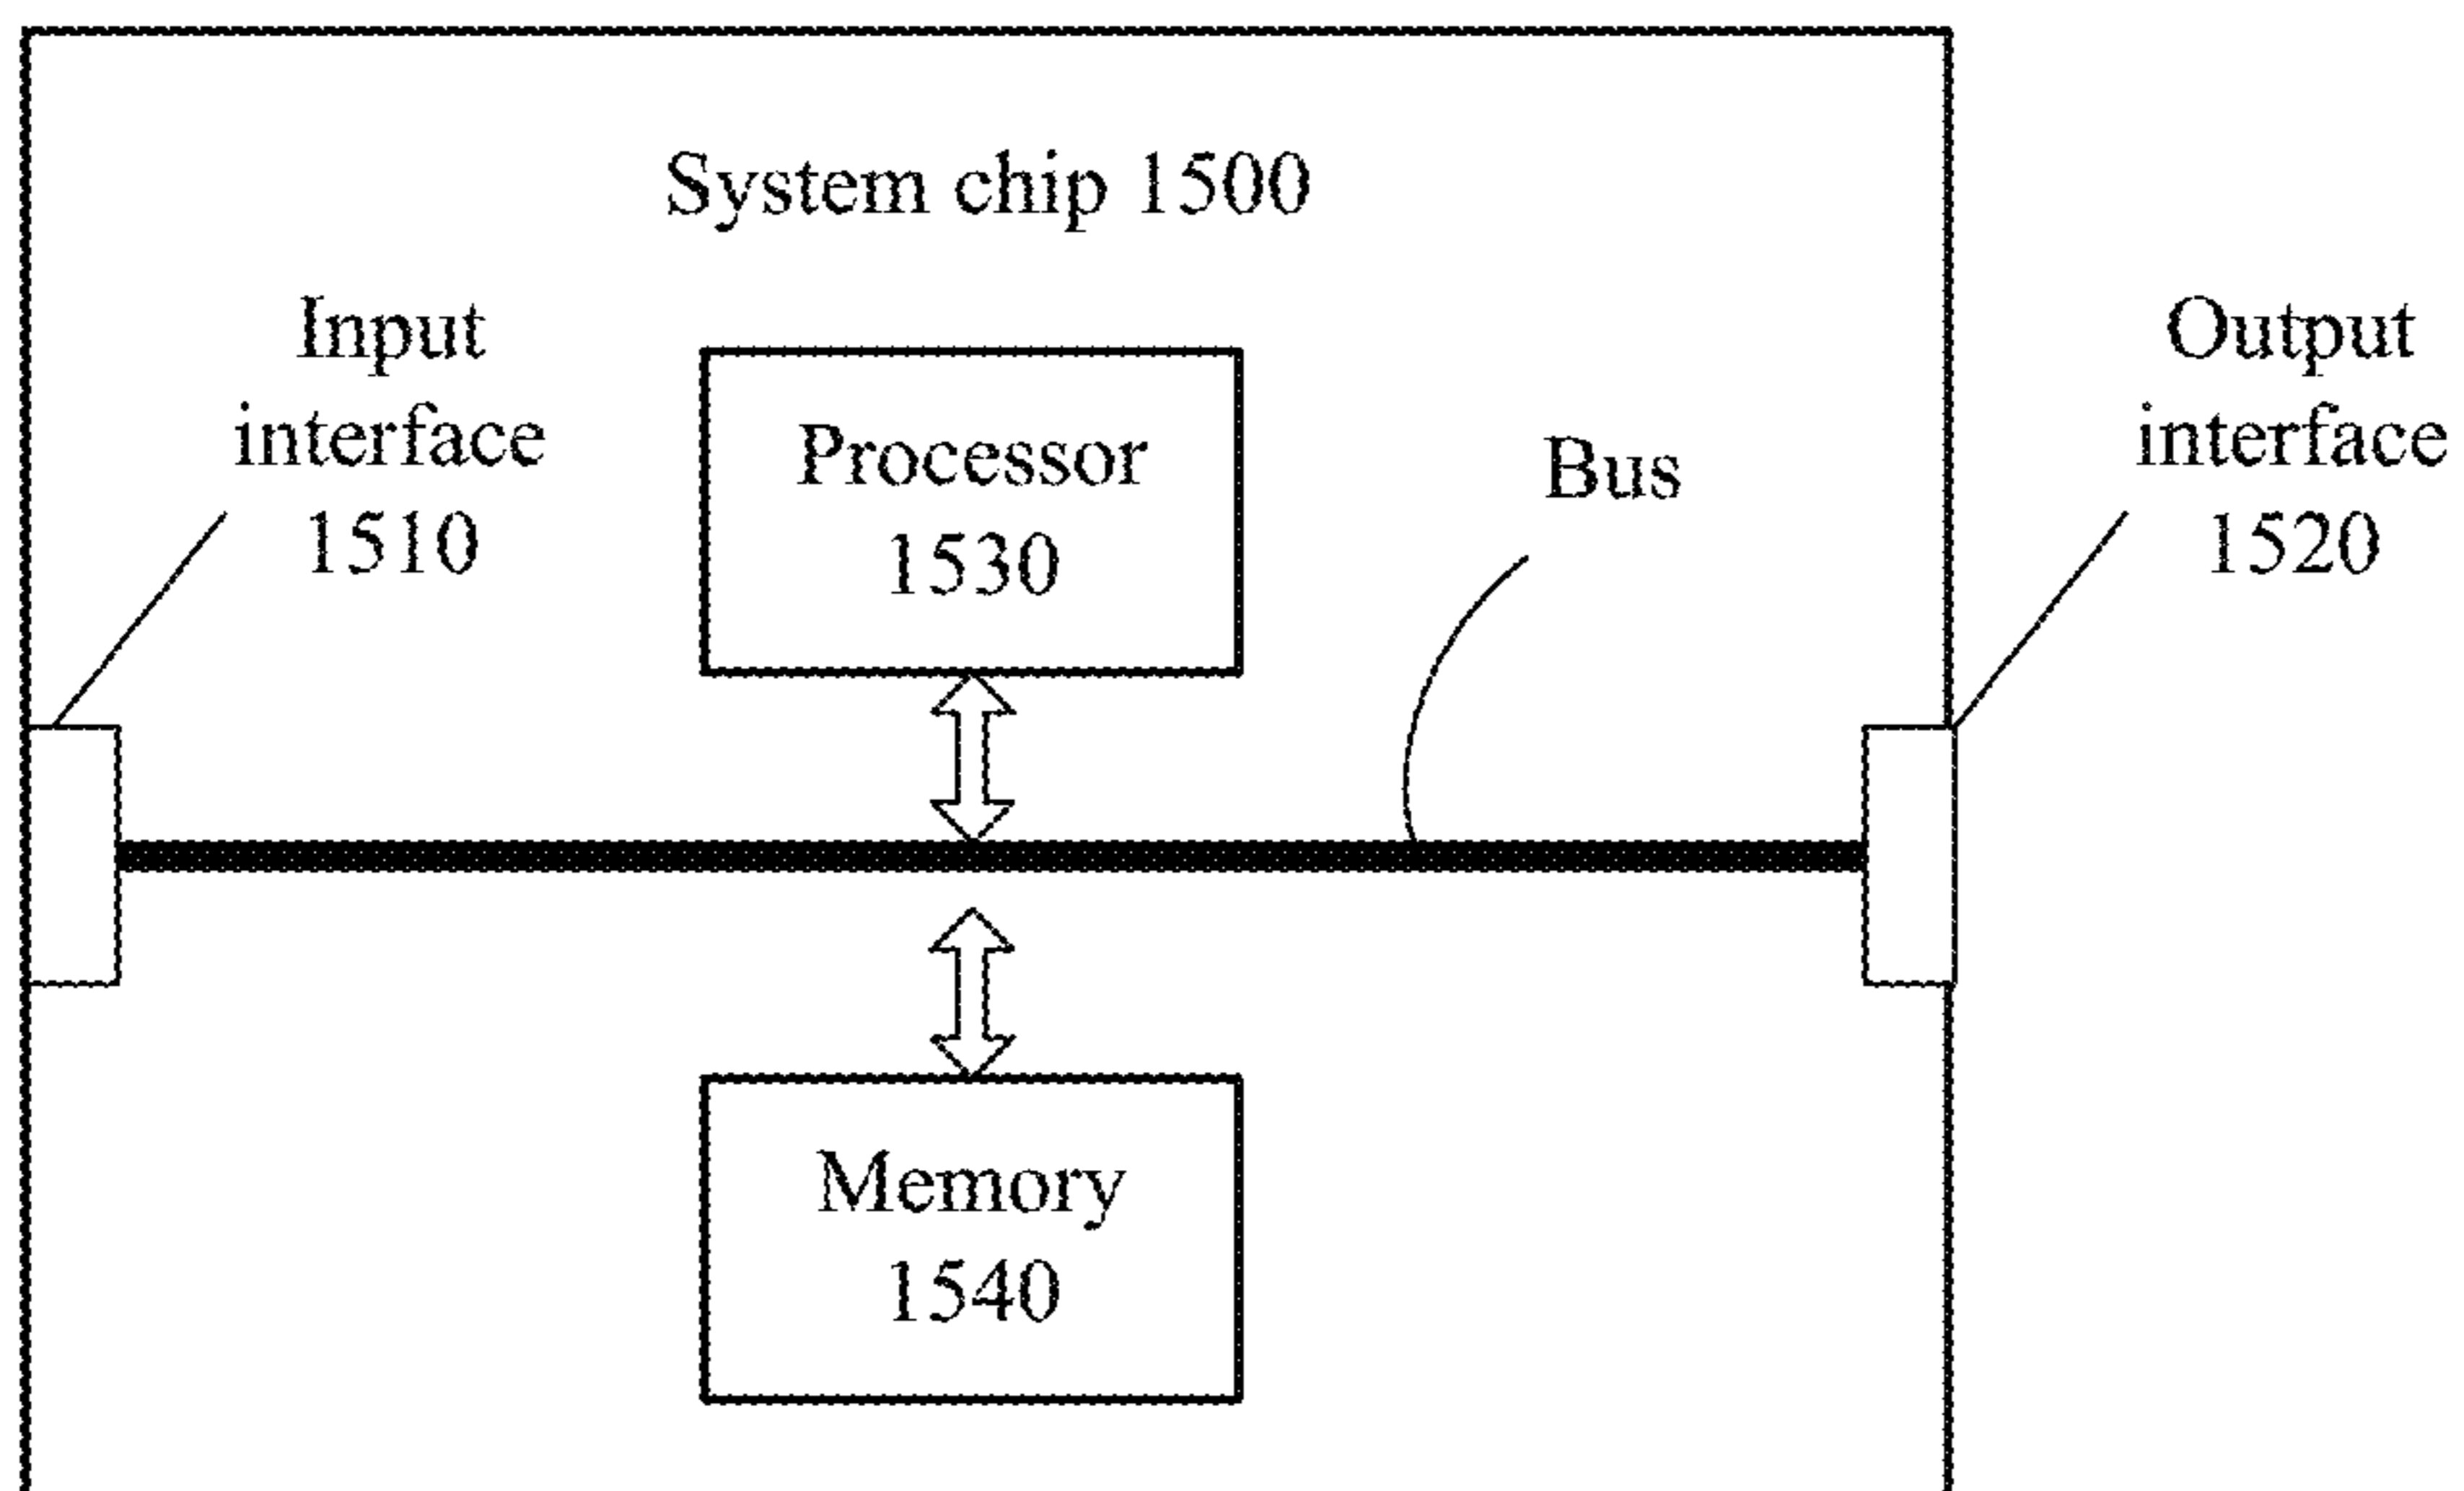 System chip 1500
Input
interface
1510
Processor
1530
Bus
Output
interface
1520
Memory
1540